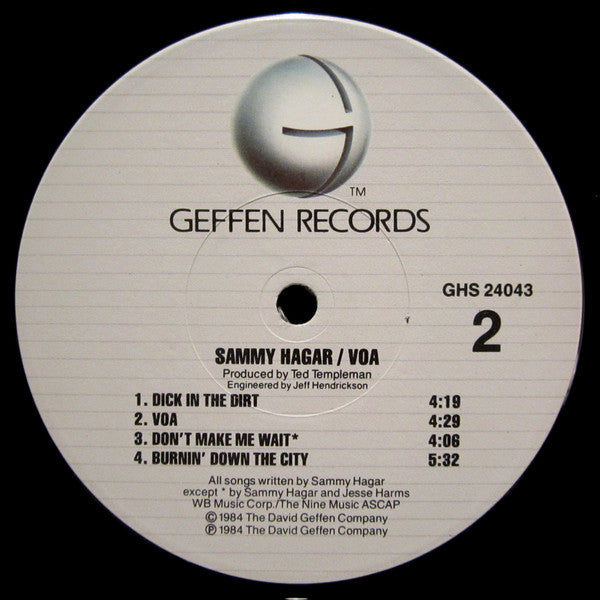 TM
GEFFEN RECORDS
GHS 24043
2
SAMMY HAGAR / VOA
Produced by Ted Templeman
Engineered by Jeff Hendrickson
1. DICK IN THE DIRT 4:19
2. VOA 4:29
3. DON'T MAKE ME WAIT* 4:06
4. BURNIN' DOWN THE CITY 5:32
All songs written by Sammy Hagar
except * by Sammy Hagar and Jesse Harms
WB Music Corp./The Nine Music ASCAP
© 1984 The David Geffen Company
℗ 1984 The David Geffen Company